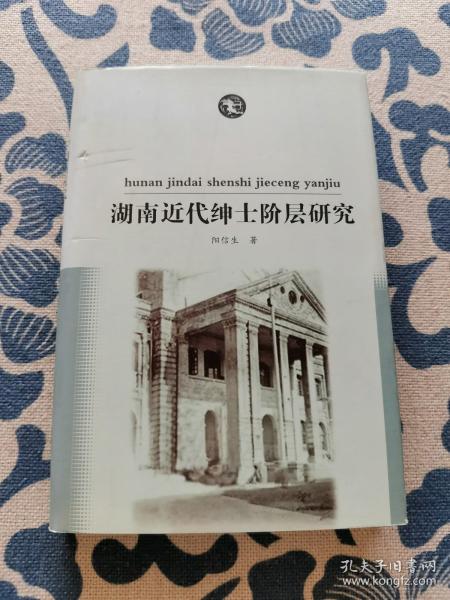 hunan jindai shenshi jieceng yanjiu
湖南近代绅士阶层研究
阳信生 著
孔夫子旧书网
www.kongfz.com